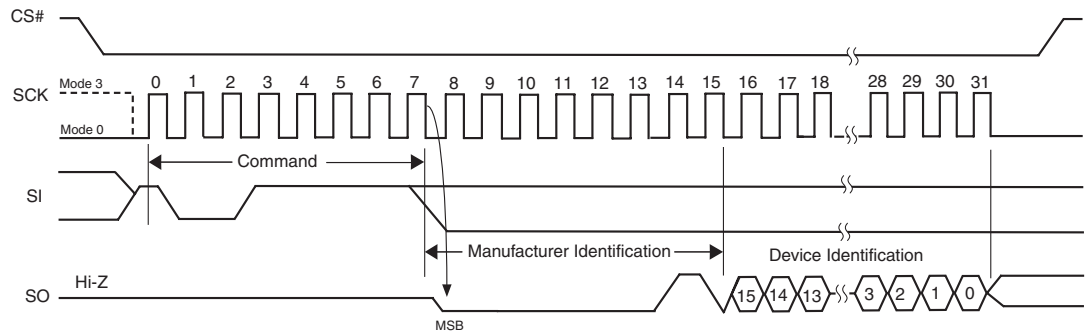 CS#
Mode 3
0 1 2 3 4 5 6 7 8 9 10 11 12 13 14 15 16 17 18 28 29 30 31
SCK
Mode 0
Command
SI
Manufacturer Identification
Device Identification
Hi-Z
SO
15 14 13 3 2 1 0
MSB